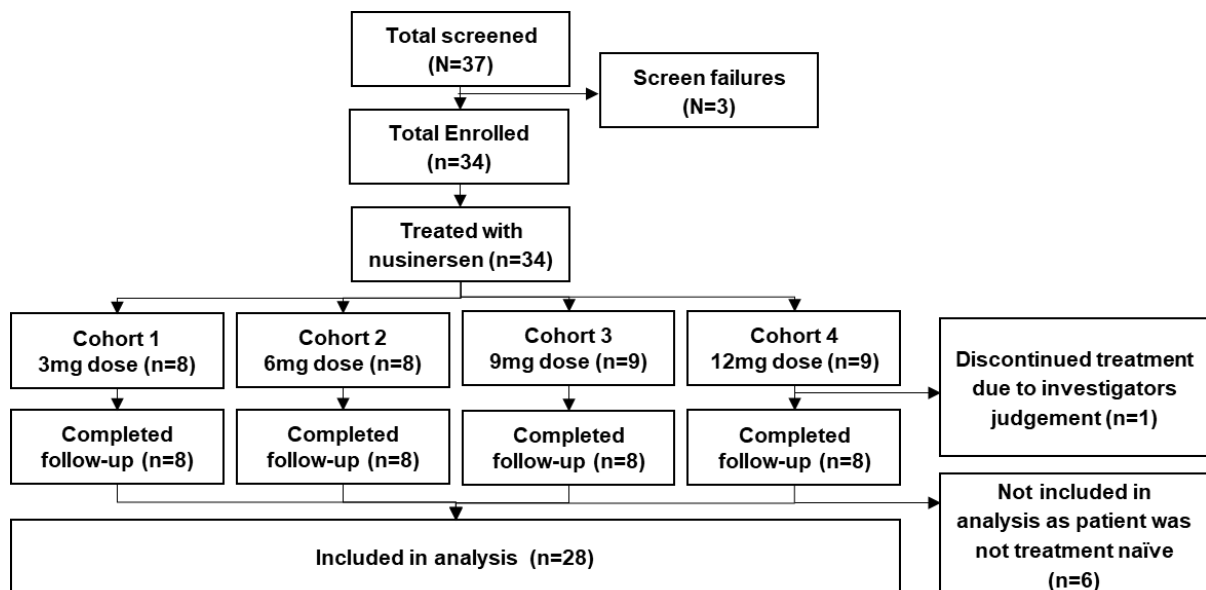 Total screened
(N=37)
Screen failures
(N=3)
Total Enrolled
(n=34)
Treated with
nusinersen (n=34)
Cohort 1
3mg dose (n=8)
Cohort 2
6mg dose (n=8)
Cohort 3
9mg dose (n=9)
Cohort 4
12mg dose (n=9)
Discontinued treatment
due to investigators
judgement (n=1)
Completed
follow-up (n=8)
Completed
follow-up (n=8)
Completed
follow-up (n=8)
Completed
follow-up (n=8)
Not included in
analysis as patient was
not treatment naïve
(n=6)
Included in analysis (n=28)